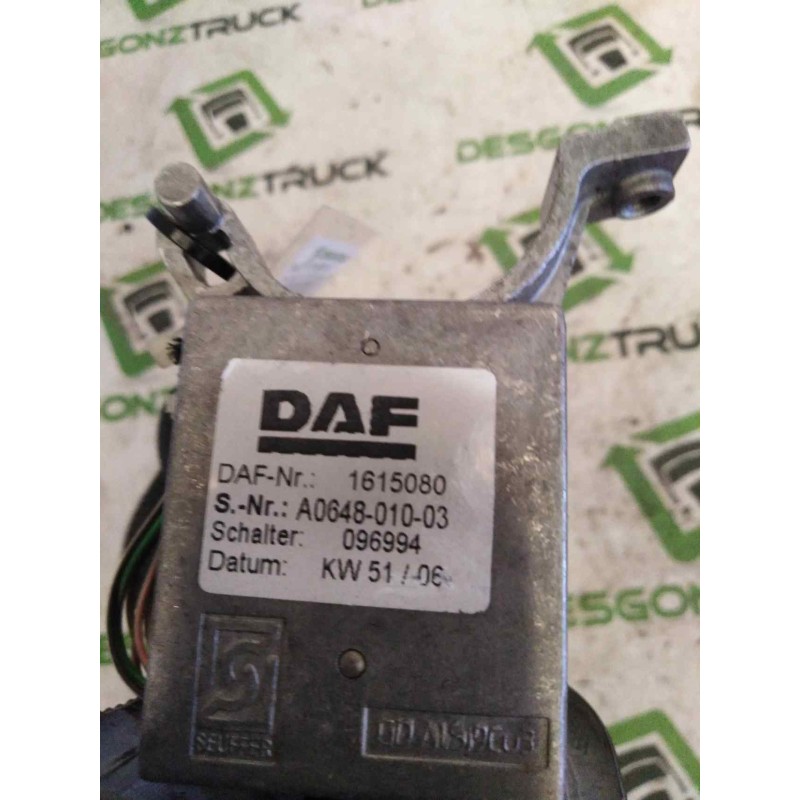 DESGONZTRUCK
DESGONZTRUCK
DAF
DAF-Nr.: 1615080
S.-Nr.: A0648-010-03
Schalter: 096994
Datum: KW 51 / 06
SEUFFER